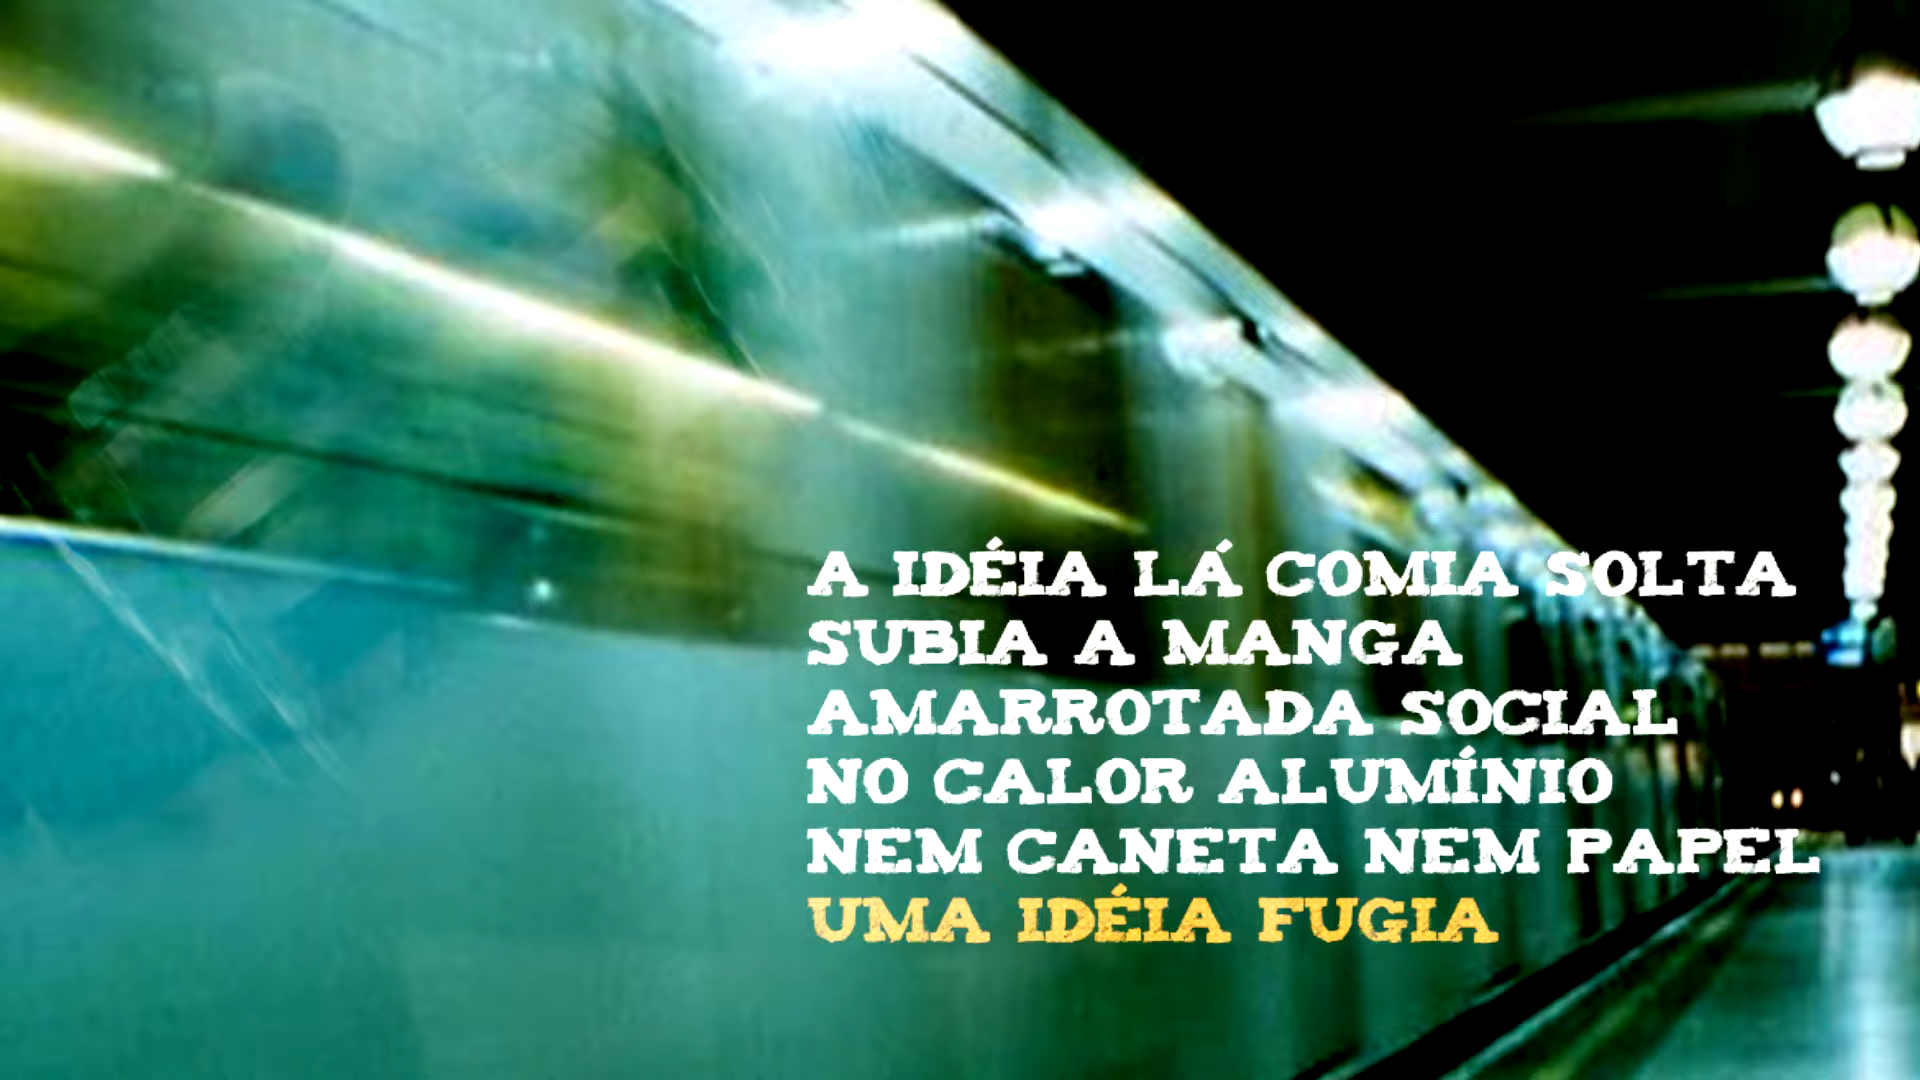 A IDÉIA LÁ COMIA SOLTA
SUBIA A MANGA
AMARROTADA SOCIAL
NO CALOR ALUMÍNIO
NEM CANETA NEM PAPEL
UMA IDÉIA FUGIA